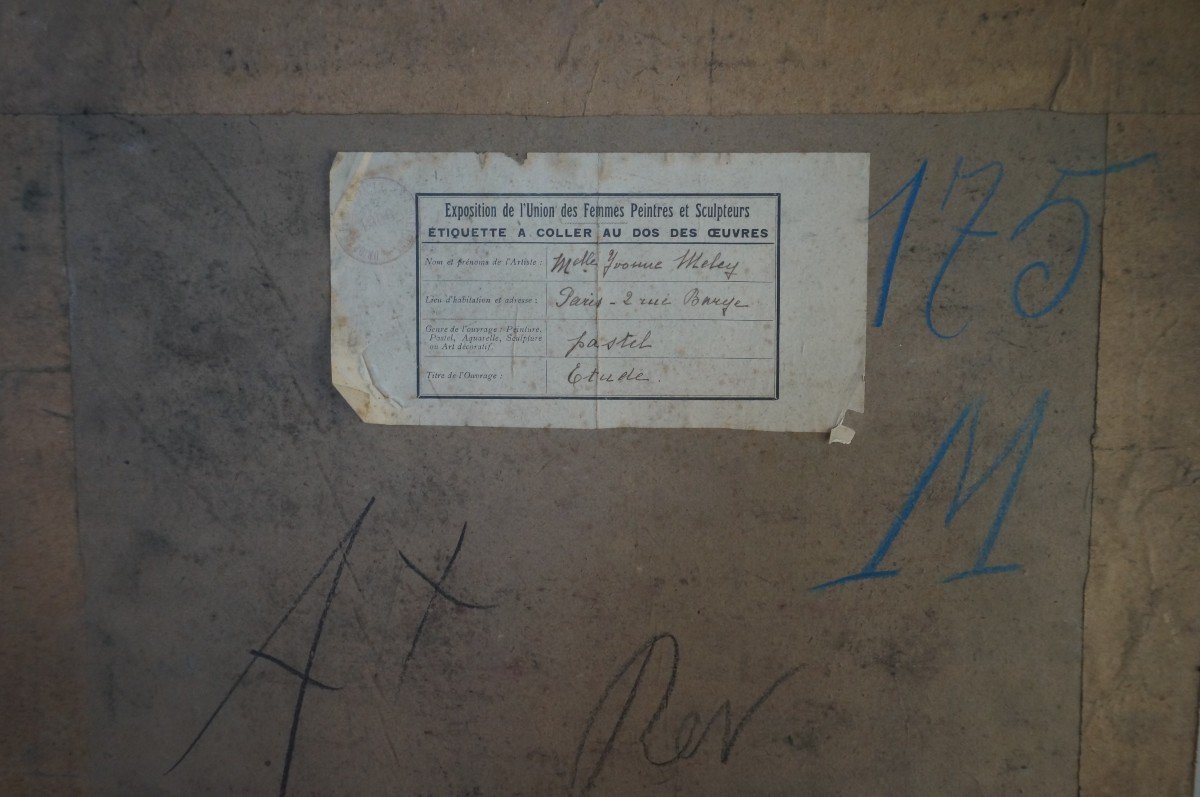 Exposition de l'Union des Femmes Peintres et Sculpteurs
ÉTIQUETTE A COLLER AU DOS DES ŒUVRES
Nom et prénoms de l'Artiste : Melle Yvonne Meley
Lieu d'habitation et adresse : Paris - 2 rue Barye
Genre de l'ouvrage : Peinture,
Pastel, Aquarelle, Sculpture
ou Art décoratif. pastel
Titre de l'Ouvrage : Etude.
175
M
A+
Rev